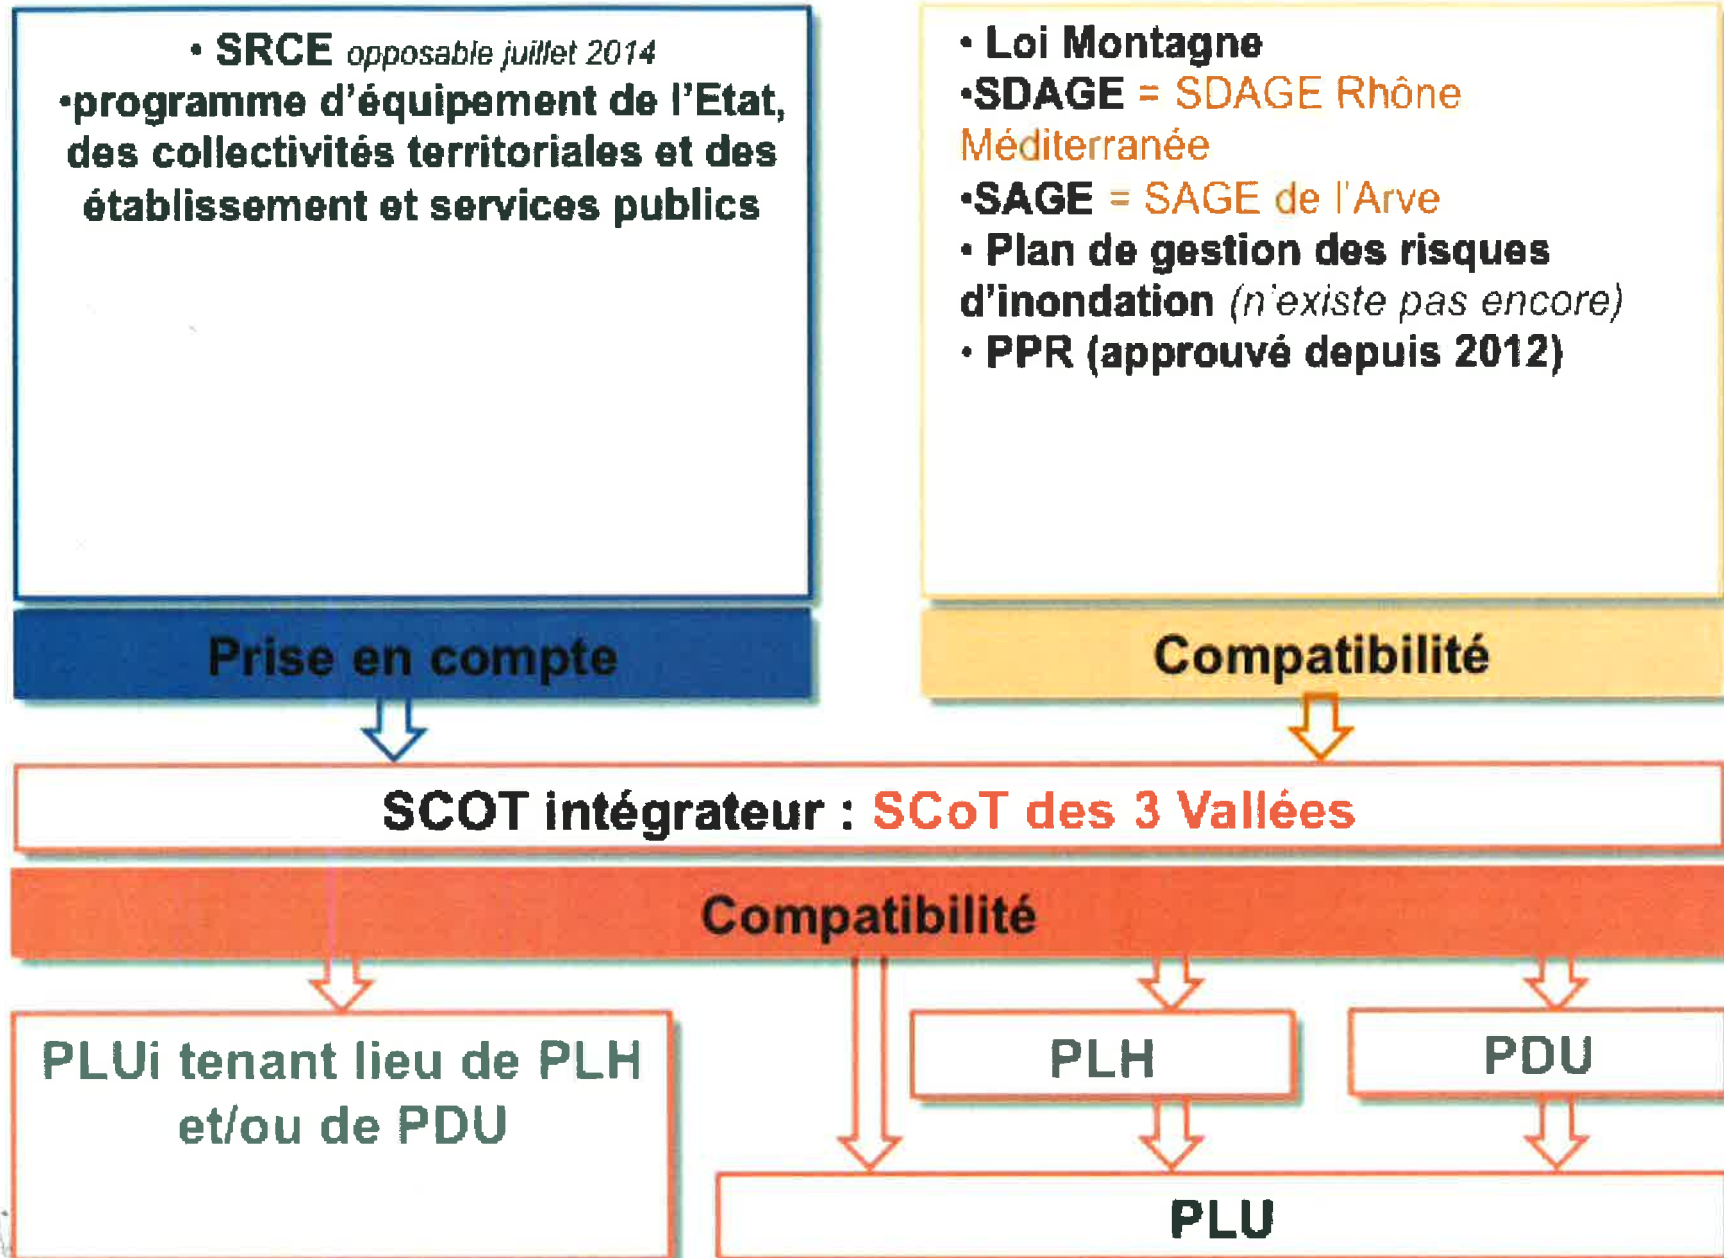 • SRCE opposable juillet 2014
•programme d'équipement de l'Etat,
des collectivités territoriales et des
établissement et services publics
Prise en compte
• Loi Montagne
•SDAGE = SDAGE Rhône
Méditerranée
•SAGE = SAGE de l'Arve
• Plan de gestion des risques
d'inondation (n'existe pas encore)
• PPR (approuvé depuis 2012)
Compatibilité
SCOT intégrateur : SCoT des 3 Vallées
Compatibilité
PLUi tenant lieu de PLH
et/ou de PDU
PLH
PDU
PLU